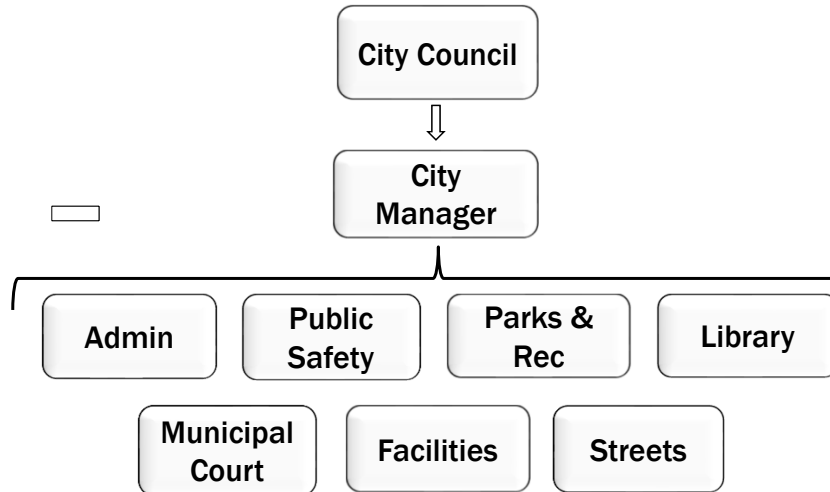 City Council
City
Manager
Admin
Public
Safety
Parks &
Rec
Library
Municipal
Court
Facilities
Streets